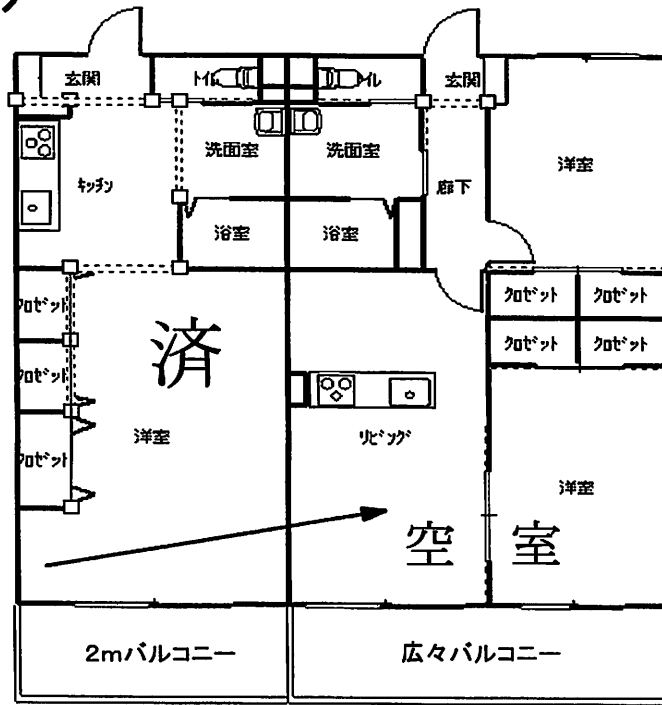 玄関
トイレ
イレ
玄関
洗面室
洗面室
洋室
キッチン
廊下
浴室
浴室
クロゼット
クロゼット
クロゼット
クロゼット
クロゼット
クロゼット
クロゼット
済
洋室
リビング
洋室
空室
2mバルコニー
広々バルコニー